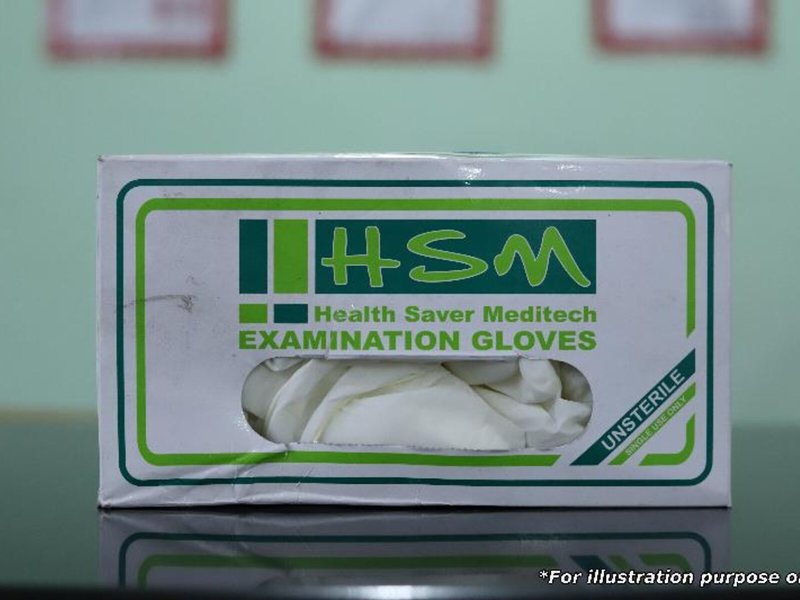 HSM
Health Saver Meditech
EXAMINATION GLOVES
UNSTERILE
SINGLE USE ONLY
*For illustration purpose o